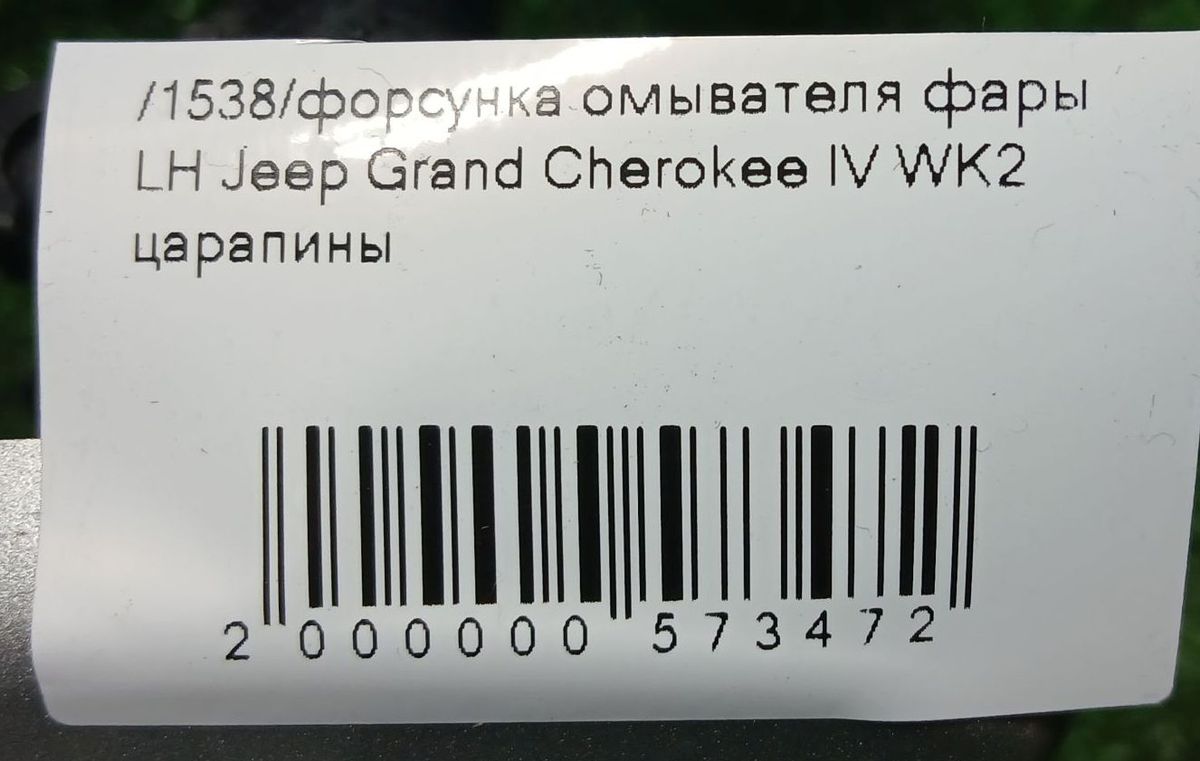 /1538/форсунка омывателя фары
LH Jeep Grand Cherokee IV WK2
царапины
2 000000 573472